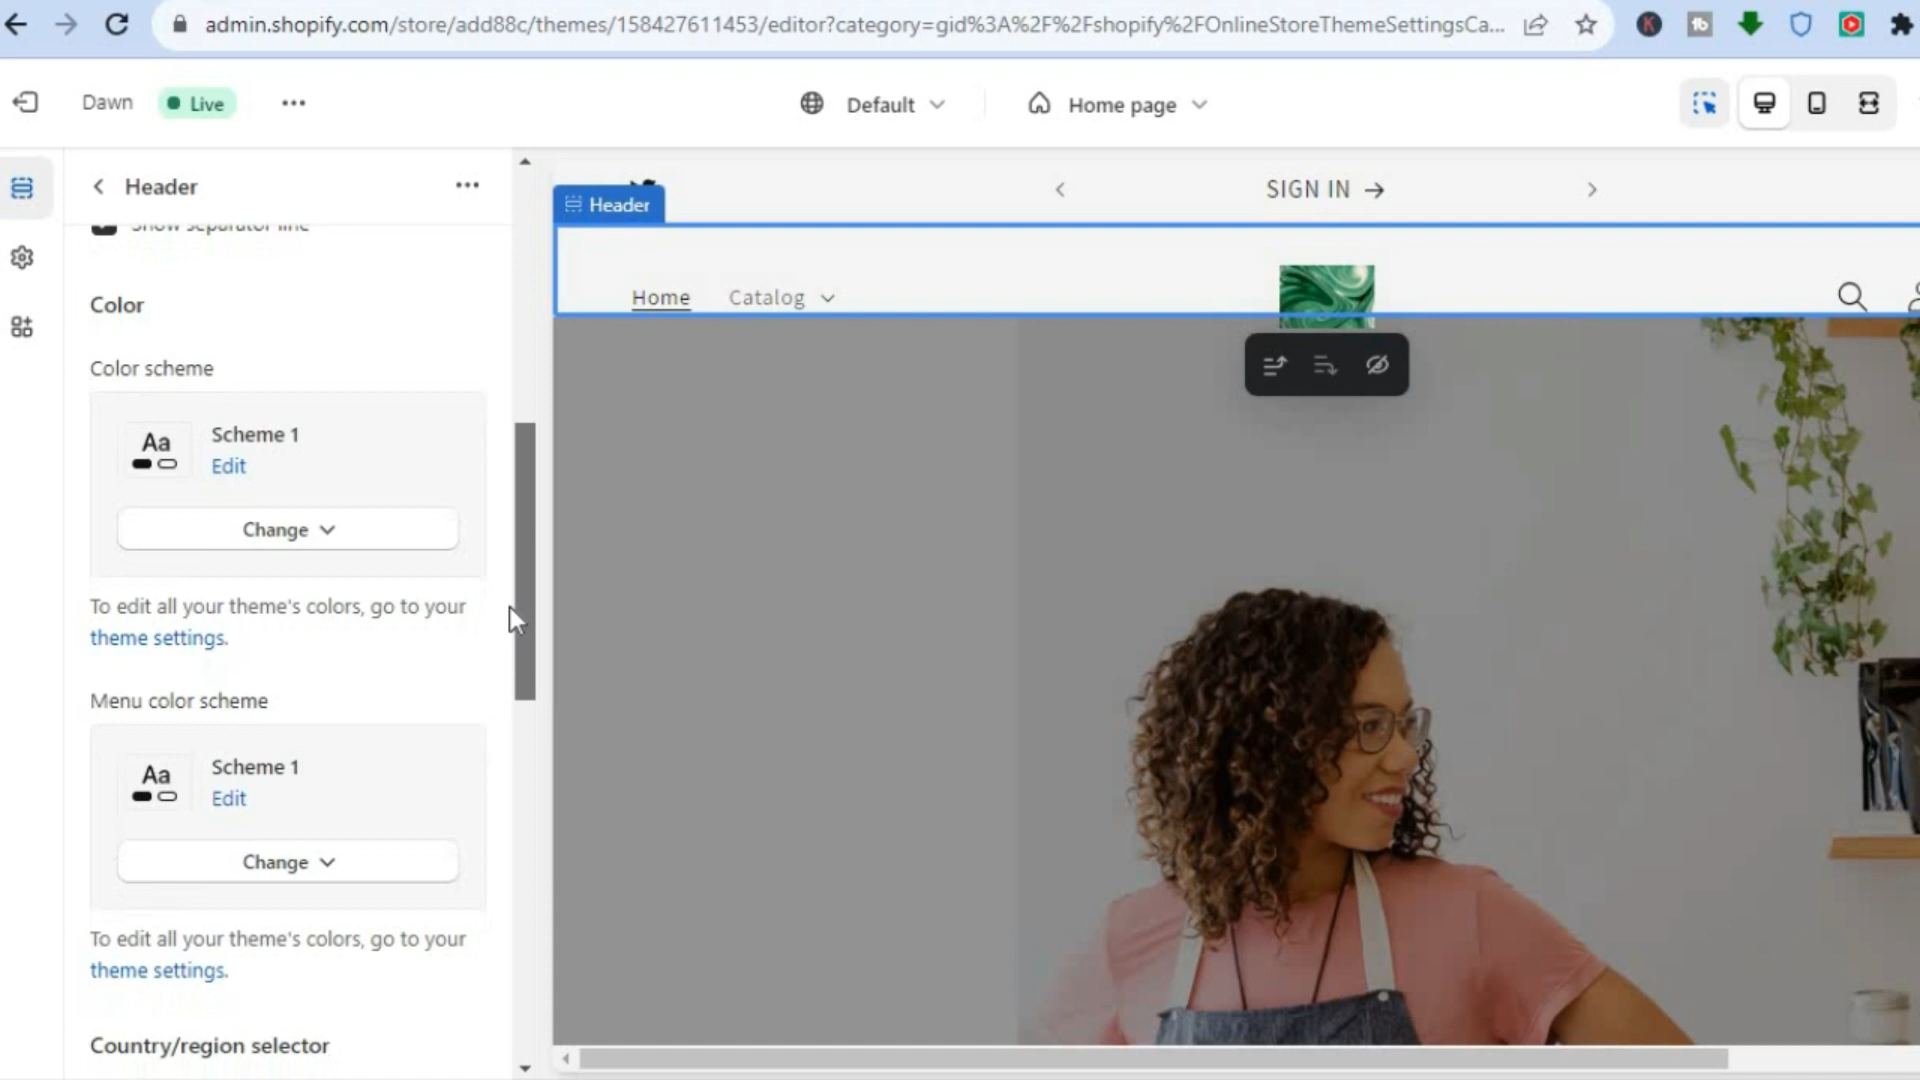 admin.shopify.com/store/add88c/themes/158427611453/editor?category=gid%3A%2F%2Fshopify%2FOnlineStoreThemeSettingsCa...
Dawn
Live
Default
Home page
Header
Show separator line
Color
Color scheme
Aa
Scheme 1
Edit
Change
To edit all your theme's colors, go to your
theme settings.
Menu color scheme
Aa
Scheme 1
Edit
Change
To edit all your theme's colors, go to your
theme settings.
Country/region selector
SIGN IN
Header
Home
Catalog